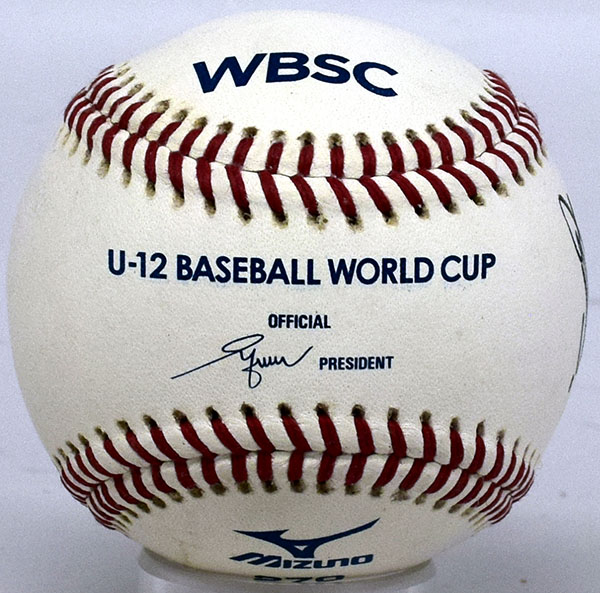 WBSC
U-12 BASEBALL WORLD CUP
OFFICIAL
PRESIDENT
MIZUNO